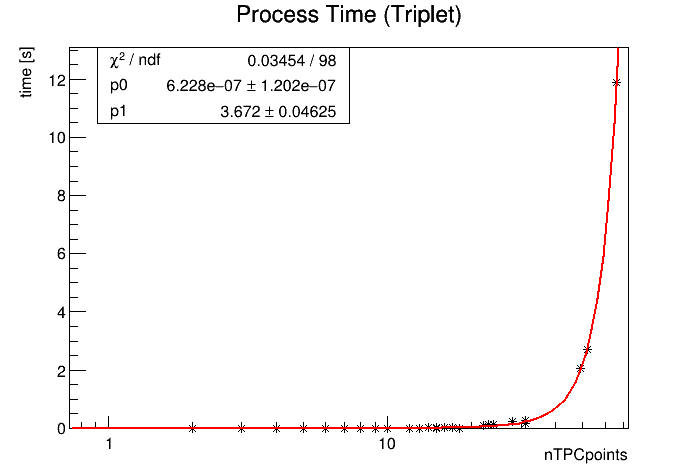 Process Time (Triplet)
time [s]
χ² / ndf 0.03454 / 98
p0 6.228e−07 ± 1.202e−07
p1 3.672 ± 0.04625
12
10
8
6
4
2
0
1 10
nTPCpoints